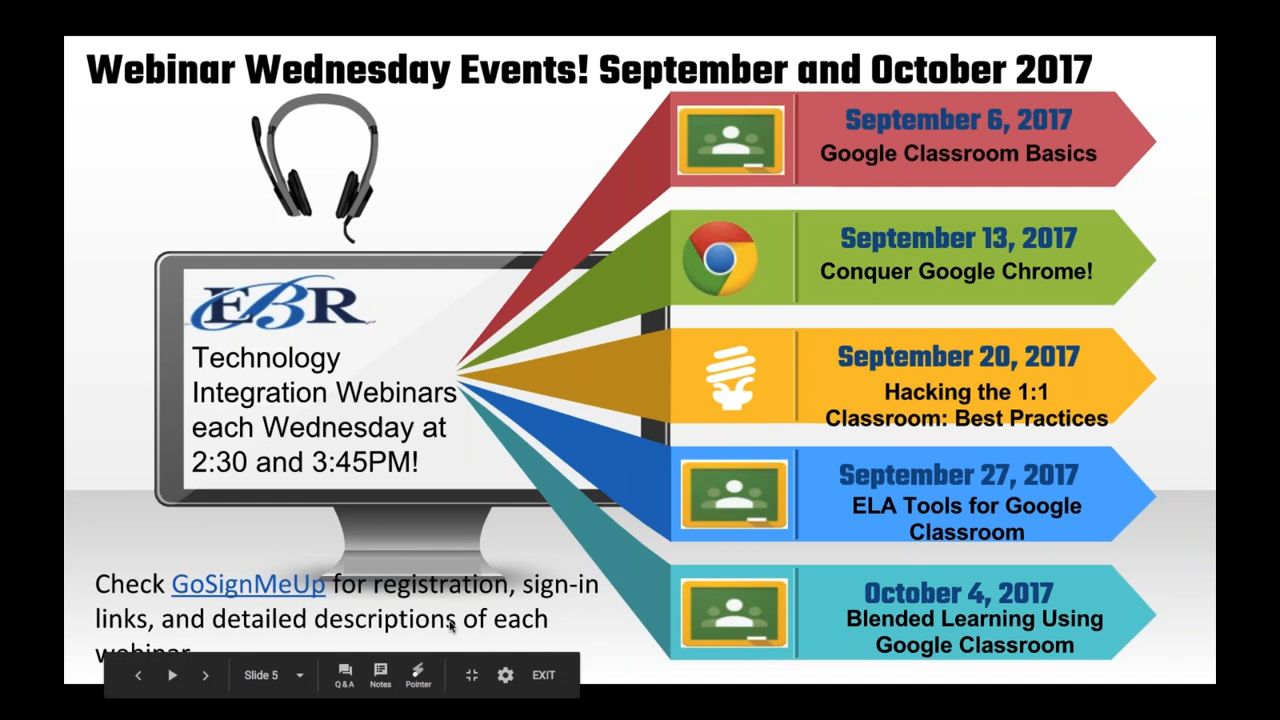 Webinar Wednesday Events! September and October 2017
EBR
Technology
Integration Webinars
each Wednesday at
2:30 and 3:45PM!
Check GoSignMeUp for registration, sign-in
links, and detailed descriptions of each
webinar
September 6, 2017
Google Classroom Basics
September 13, 2017
Conquer Google Chrome!
September 20, 2017
Hacking the 1:1
Classroom: Best Practices
September 27, 2017
ELA Tools for Google
Classroom
October 4, 2017
Blended Learning Using
Google Classroom
Slide 5
Q&A
Notes
Pointer
EXIT